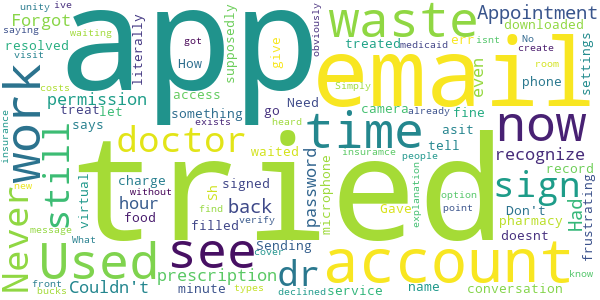 unity ive
app
waste
Appointment
saying waiting
Forgot
literally
supposedly
got
How
give
obviously
treated medicaid
err isnt
downloaded
No
create
settings
resolved
visit
email
even
phone
room
costs
permission
access
Need
Simply
already
treat let
something go
camera fine
exists
heard
time
now
work
still
says
doctor
asit
tell
people
recognize
insurance
tried
waited
password
microphone
insuramce
explanation
sign
record
option
without
charge
virtual
hour
food
signed
Sh
find
back
verify
Gave
point
Don't
pharmacy
doesnt
Had
frustrating
new
Never
message
filled
see
account
What
Used
Sending
cover
prescription
dr
conversation
know
front
bucks
Couldn't
minute types
declined
service
name